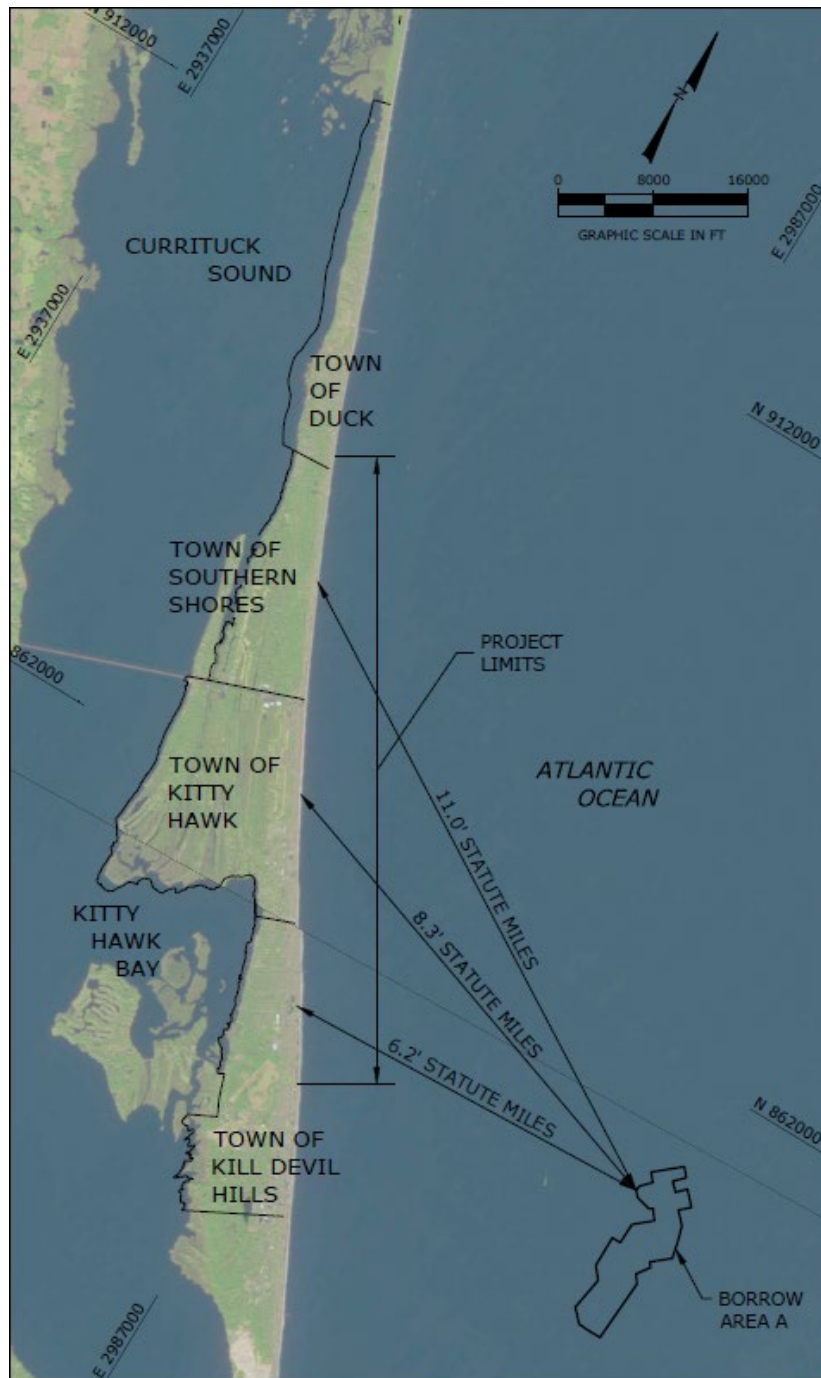 N 912000
E 2937000
N
0 8000 16000
GRAPHIC SCALE IN FT
E 2987000
CURRITUCK
SOUND
E 2937000
TOWN
OF
DUCK
N 912000
TOWN OF
SOUTHERN
SHORES
PROJECT
LIMITS
862000
TOWN OF
KITTY
HAWK
ATLANTIC
OCEAN
11.0' STATUTE MILES
8.3' STATUTE MILES
6.2' STATUTE MILES
KITTY
HAWK
BAY
N 862000
TOWN OF
KILL DEVIL
HILLS
BORROW
AREA A
E 2987000